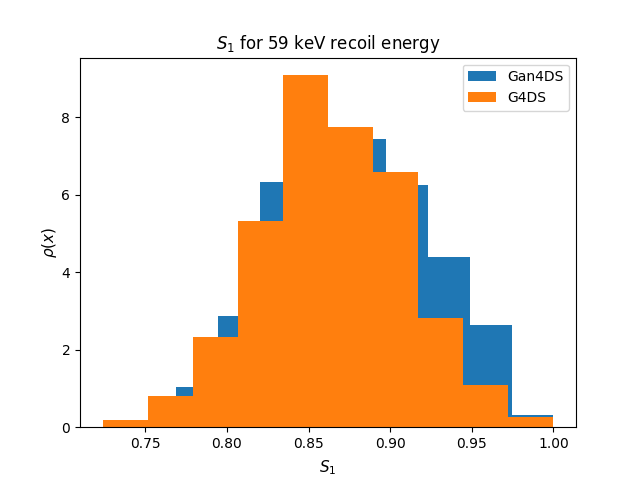 S₁ for 59 keV recoil energy
Gan4DS
G4DS
ρ(x)
8
6
4
2
0
0.75 0.80 0.85 0.90 0.95 1.00
S₁